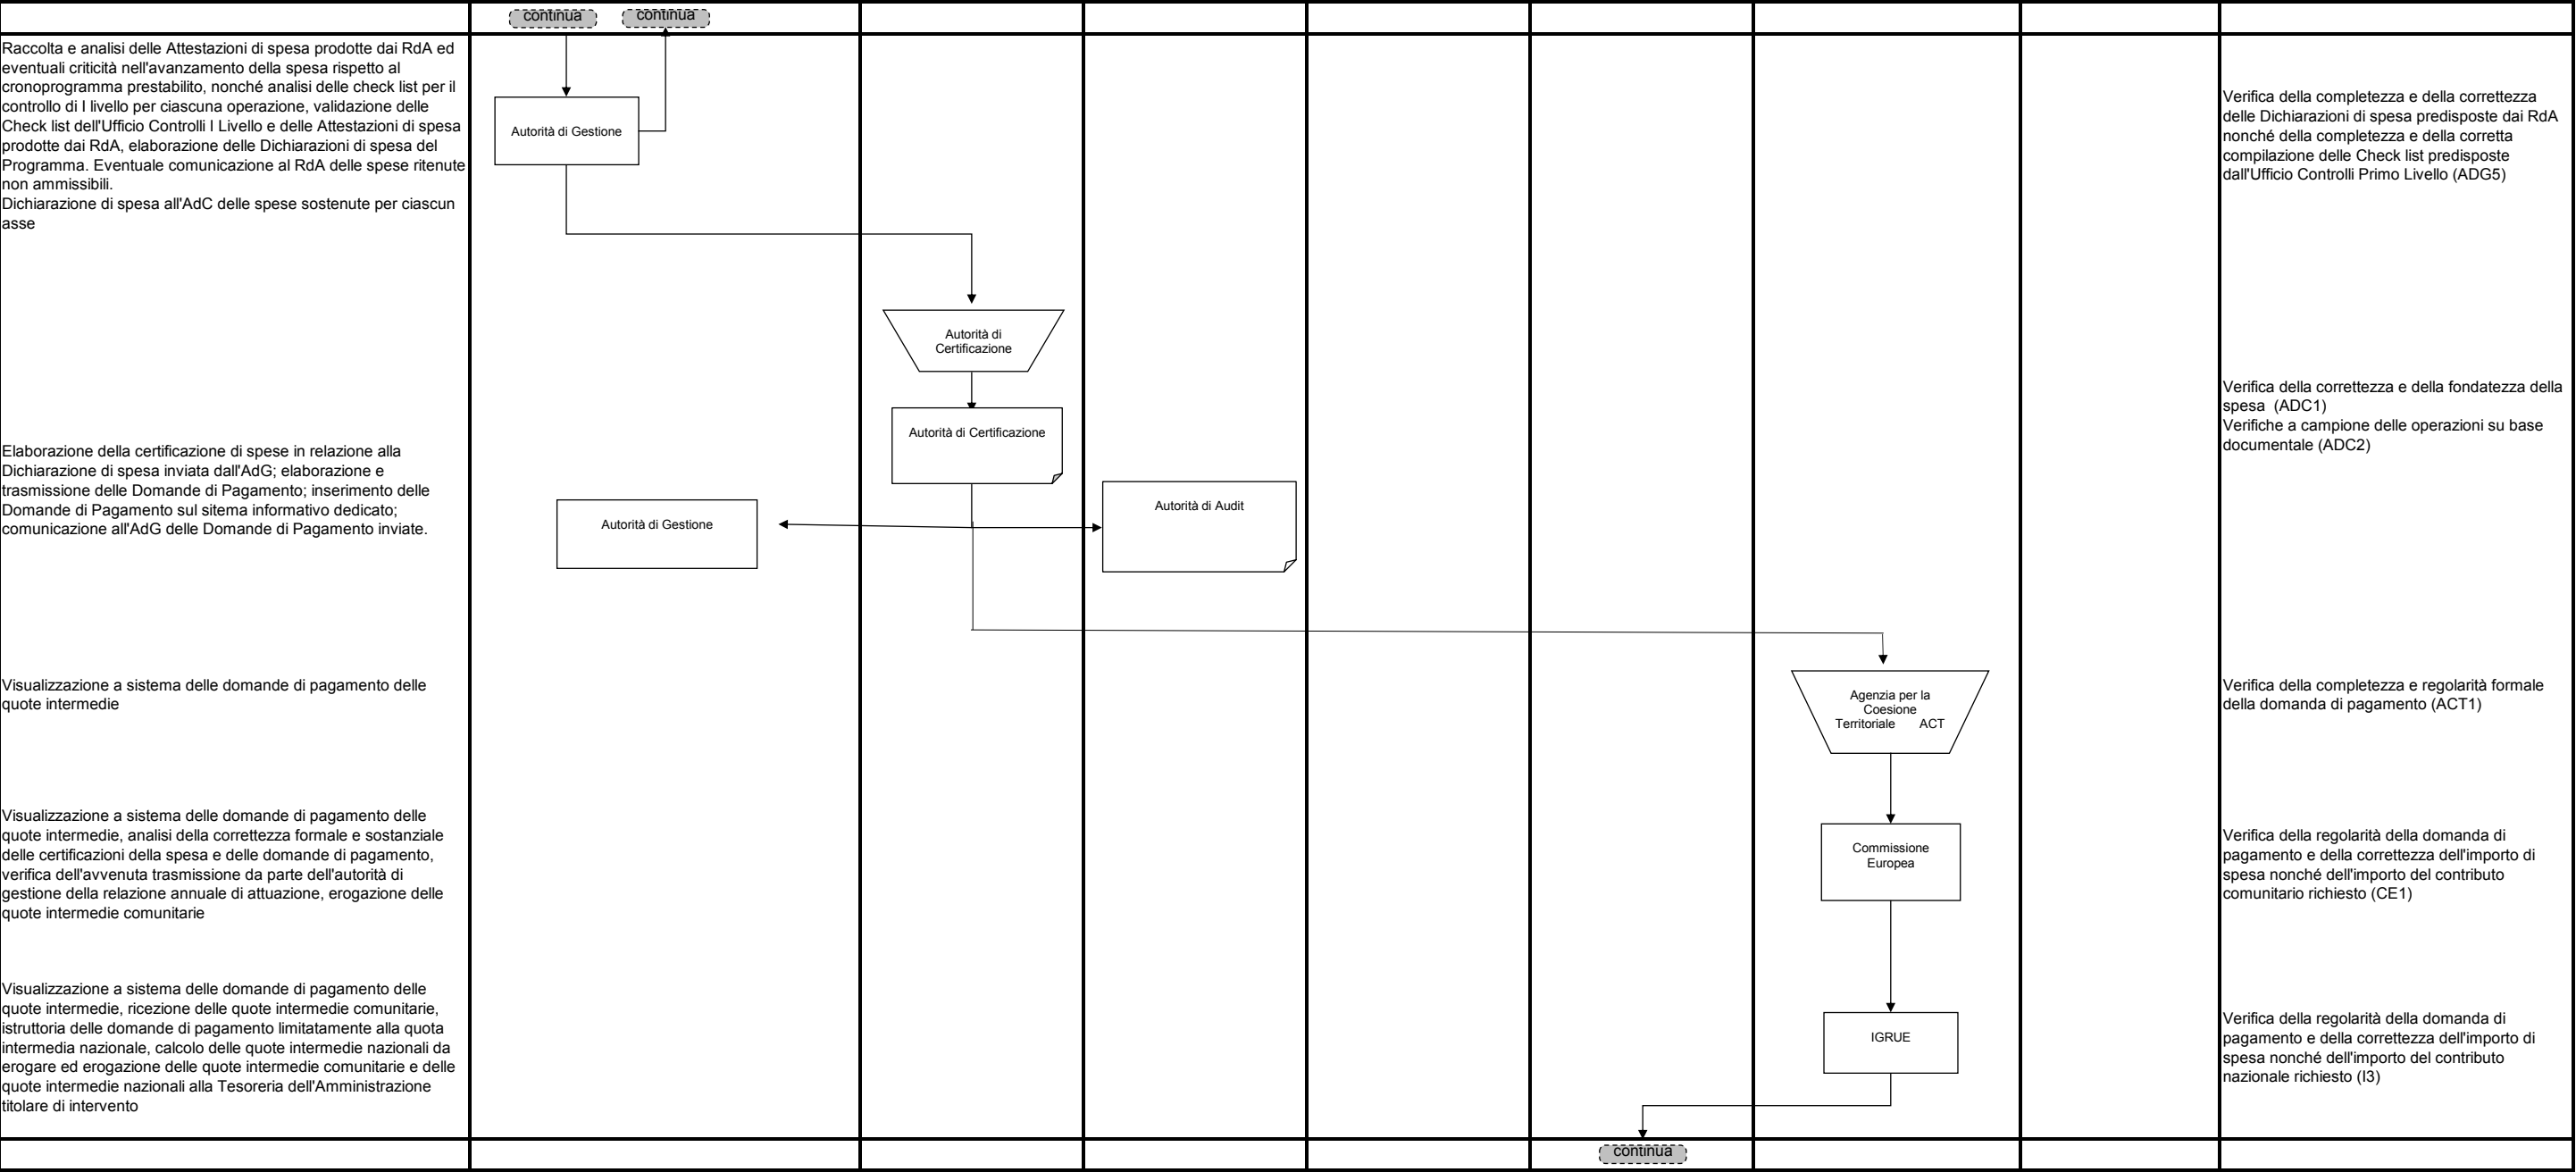 continua
continua
Raccolta e analisi delle Attestazioni di spesa prodotte dai RdA ed
eventuali criticità nell'avanzamento della spesa rispetto al
cronoprogramma prestabilito, nonché analisi delle check list per il
controllo di I livello per ciascuna operazione, validazione delle
Check list dell'Ufficio Controlli I Livello e delle Attestazioni di spesa
prodotte dai RdA, elaborazione delle Dichiarazioni di spesa del
Programma. Eventuale comunicazione al RdA delle spese ritenute
non ammissibili.
Dichiarazione di spesa all'AdC delle spese sostenute per ciascun
asse
Autorità di Gestione
Verifica della completezza e della correttezza
delle Dichiarazioni di spesa predisposte dai RdA
nonché della completezza e della corretta
compilazione delle Check list predisposte
dall'Ufficio Controlli Primo Livello (ADG5)
Autorità di
Certificazione
Autorità di Certificazione
Verifica della correttezza e della fondatezza della
spesa (ADC1)
Verifiche a campione delle operazioni su base
documentale (ADC2)
Elaborazione della certificazione di spese in relazione alla
Dichiarazione di spesa inviata dall'AdG; elaborazione e
trasmissione delle Domande di Pagamento; inserimento delle
Domande di Pagamento sul sitema informativo dedicato;
comunicazione all'AdG delle Domande di Pagamento inviate.
Autorità di Gestione
Autorità di Audit
Visualizzazione a sistema delle domande di pagamento delle
quote intermedie
Agenzia per la
Coesione
Territoriale ACT
Verifica della completezza e regolarità formale
della domanda di pagamento (ACT1)
Visualizzazione a sistema delle domande di pagamento delle
quote intermedie, analisi della correttezza formale e sostanziale
delle certificazioni della spesa e delle domande di pagamento,
verifica dell'avvenuta trasmissione da parte dell'autorità di
gestione della relazione annuale di attuazione, erogazione delle
quote intermedie comunitarie
Commissione
Europea
Verifica della regolarità della domanda di
pagamento e della correttezza dell'importo di
spesa nonché dell'importo del contributo
comunitario richiesto (CE1)
Visualizzazione a sistema delle domande di pagamento delle
quote intermedie, ricezione delle quote intermedie comunitarie,
istruttoria delle domande di pagamento limitatamente alla quota
intermedia nazionale, calcolo delle quote intermedie nazionali da
erogare ed erogazione delle quote intermedie comunitarie e delle
quote intermedie nazionali alla Tesoreria dell'Amministrazione
titolare di intervento
IGRUE
Verifica della regolarità della domanda di
pagamento e della correttezza dell'importo di
spesa nonché dell'importo del contributo
nazionale richiesto (I3)
continua